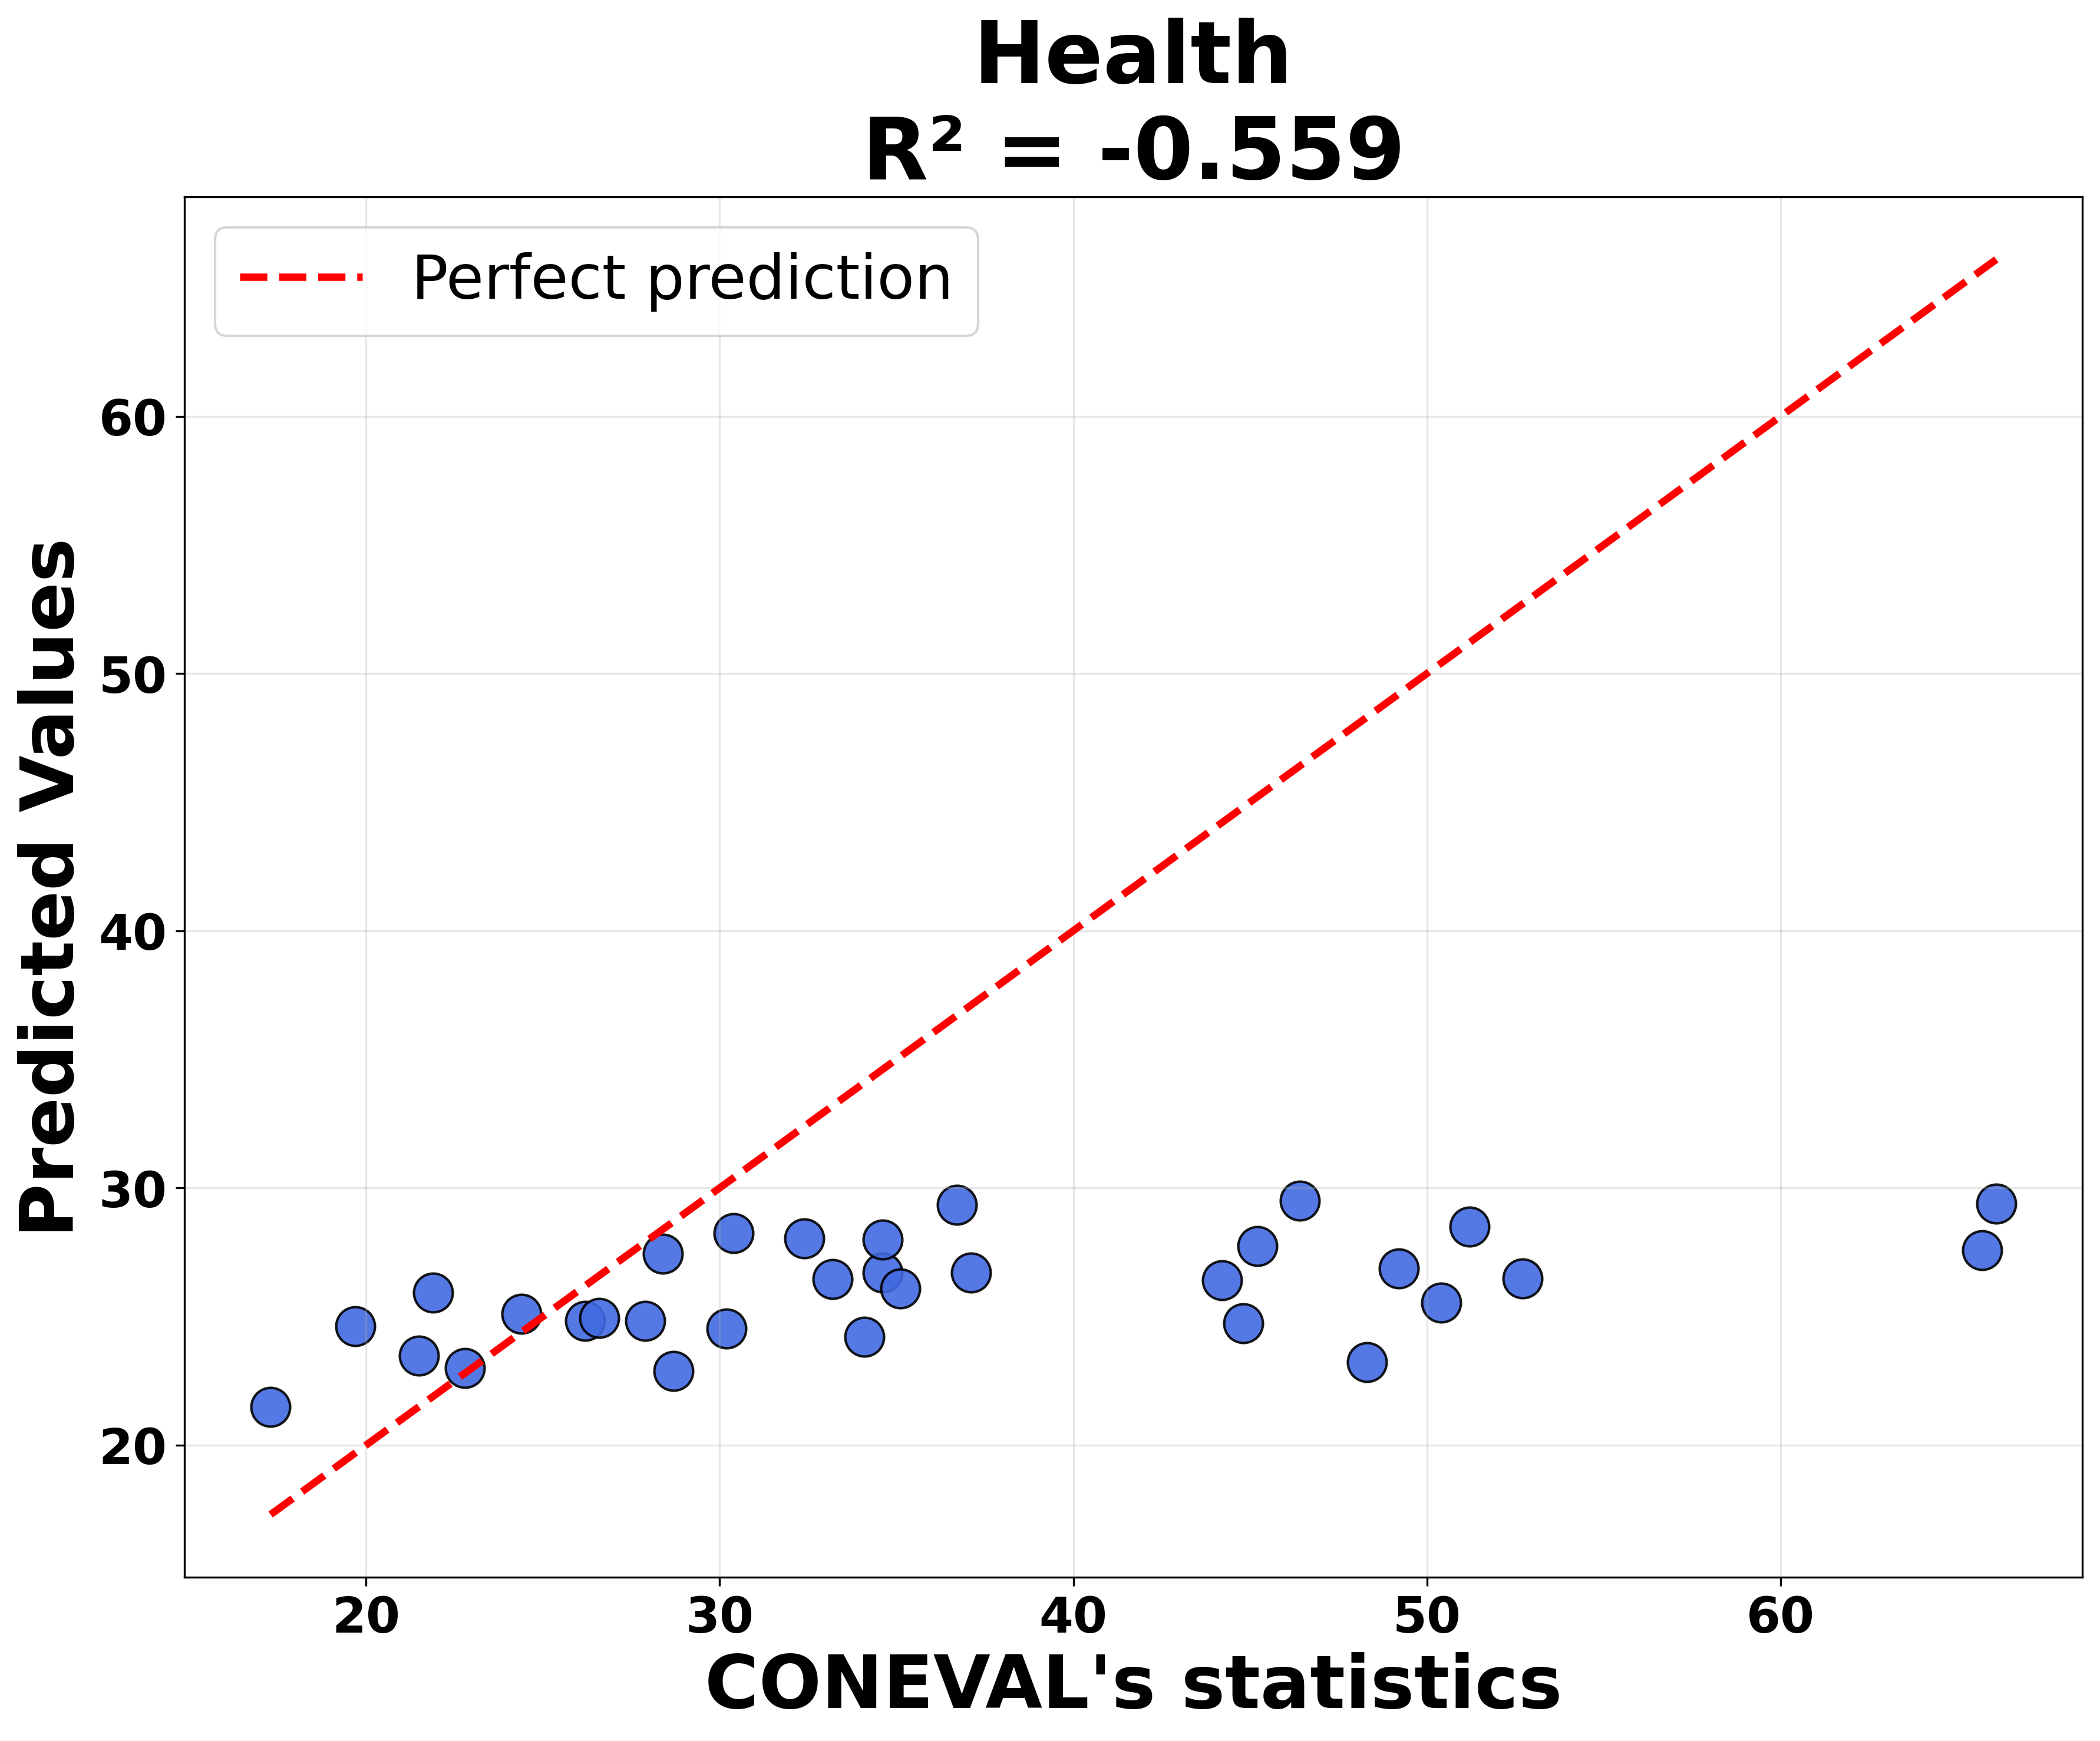 Health
R² = -0.559
Perfect prediction
Predicted Values
60
50
40
30
20
20 30 40 50 60
CONEVAL's statistics